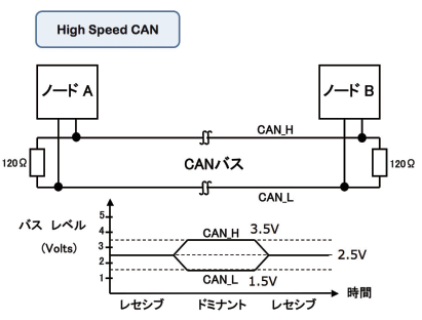 High Speed CAN
ノード A
ノード B
CAN_H
120Ω
CANバス
120Ω
CAN_L
バス レベル
(Volts)
5
4
3
2
1
CAN_H 3.5V
2.5V
CAN_L 1.5V
時間
レセシブ ドミナント レセシブ